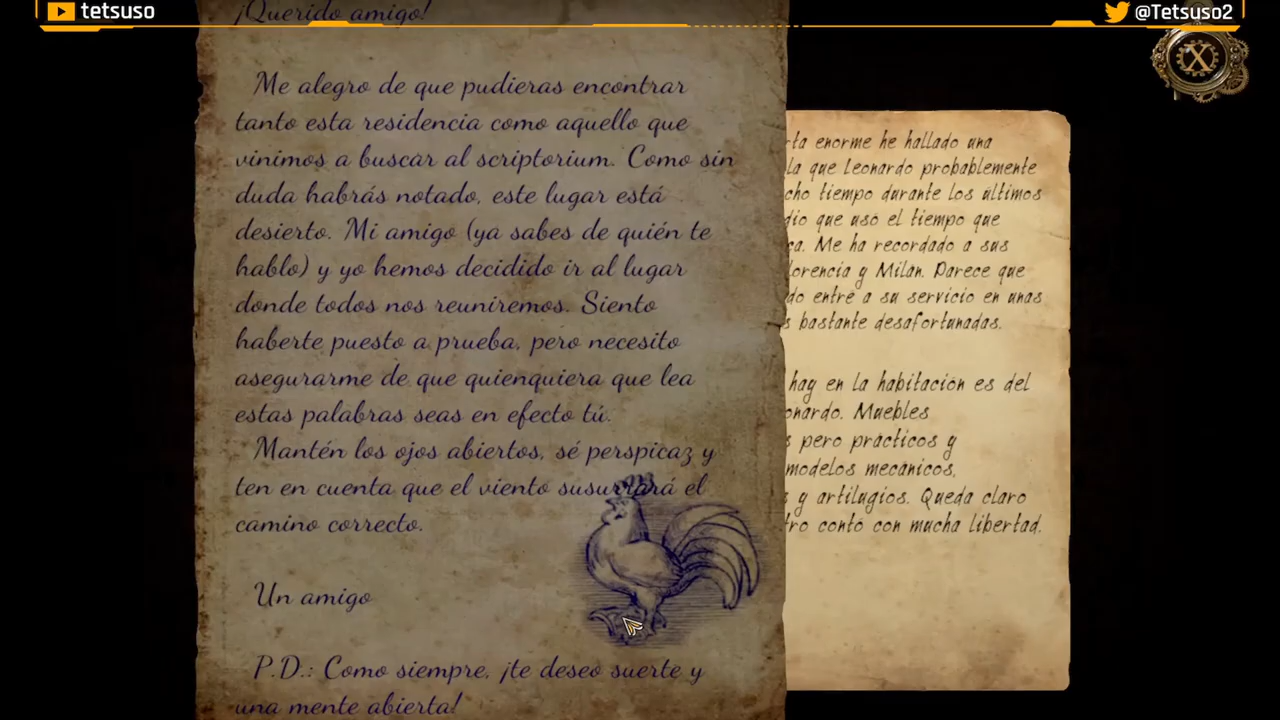 tetsuso
@Tetsuso2
¡Querido amigo!
Me alegro de que pudieras encontrar
tanto esta residencia como aquello que
vinimos a buscar al scriptorium. Como sin
duda habrás notado, este lugar está
desierto. Mi amigo (ya sabes de quién te
hablo) y yo hemos decidido ir al lugar
donde todos nos reuniremos. Siento
haberte puesto a prueba, pero necesito
asegurarme de que quienquiera que lea
estas palabras seas en efecto tú.
Mantén los ojos abiertos, sé perspicaz y
ten en cuenta que el viento susurrará el
camino correcto.
Un amigo
P.D.: Como siempre, ¡te deseo suerte y
una mente abierta!
X
enorme he hallado una
que Leonardo probablemente
tiempo durante los últimos
que usó el tiempo que
Me ha recordado a sus
y Milán. Parece que
entré a su servicio en unas
bastante desafortunadas.
hay en la habitación es del
Muebles
pero prácticos y
modelos mecánicos,
y artilugios. Queda claro
contó con mucha libertad.